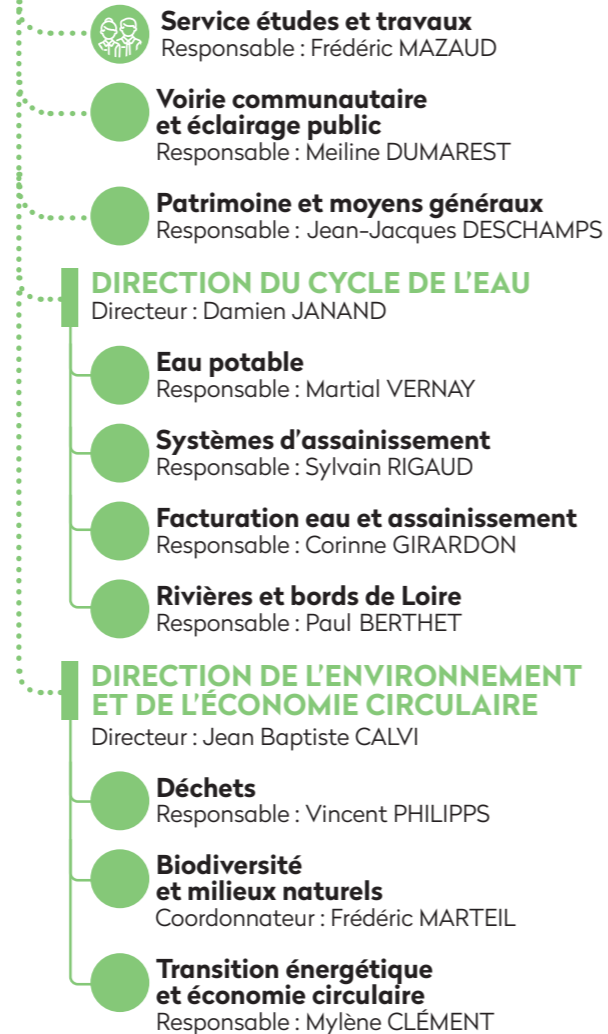 Service études et travaux
Responsable : Frédéric MAZAUD
Voirie communautaire
et éclairage public
Responsable : Meiline DUMAREST
Patrimoine et moyens généraux
Responsable : Jean-Jacques DESCHAMPS
DIRECTION DU CYCLE DE L'EAU
Directeur : Damien JANAND
Eau potable
Responsable : Martial VERNAY
Systèmes d'assainissement
Responsable : Sylvain RIGAUD
Facturation eau et assainissement
Responsable : Corinne GIRARDON
Rivières et bords de Loire
Responsable : Paul BERTHET
DIRECTION DE L'ENVIRONNEMENT
ET DE L'ÉCONOMIE CIRCULAIRE
Directeur : Jean Baptiste CALVI
Déchets
Responsable : Vincent PHILIPPS
Biodiversité
et milieux naturels
Coordonnateur : Frédéric MARTEIL
Transition énergétique
et économie circulaire
Responsable : Mylène CLÉMENT